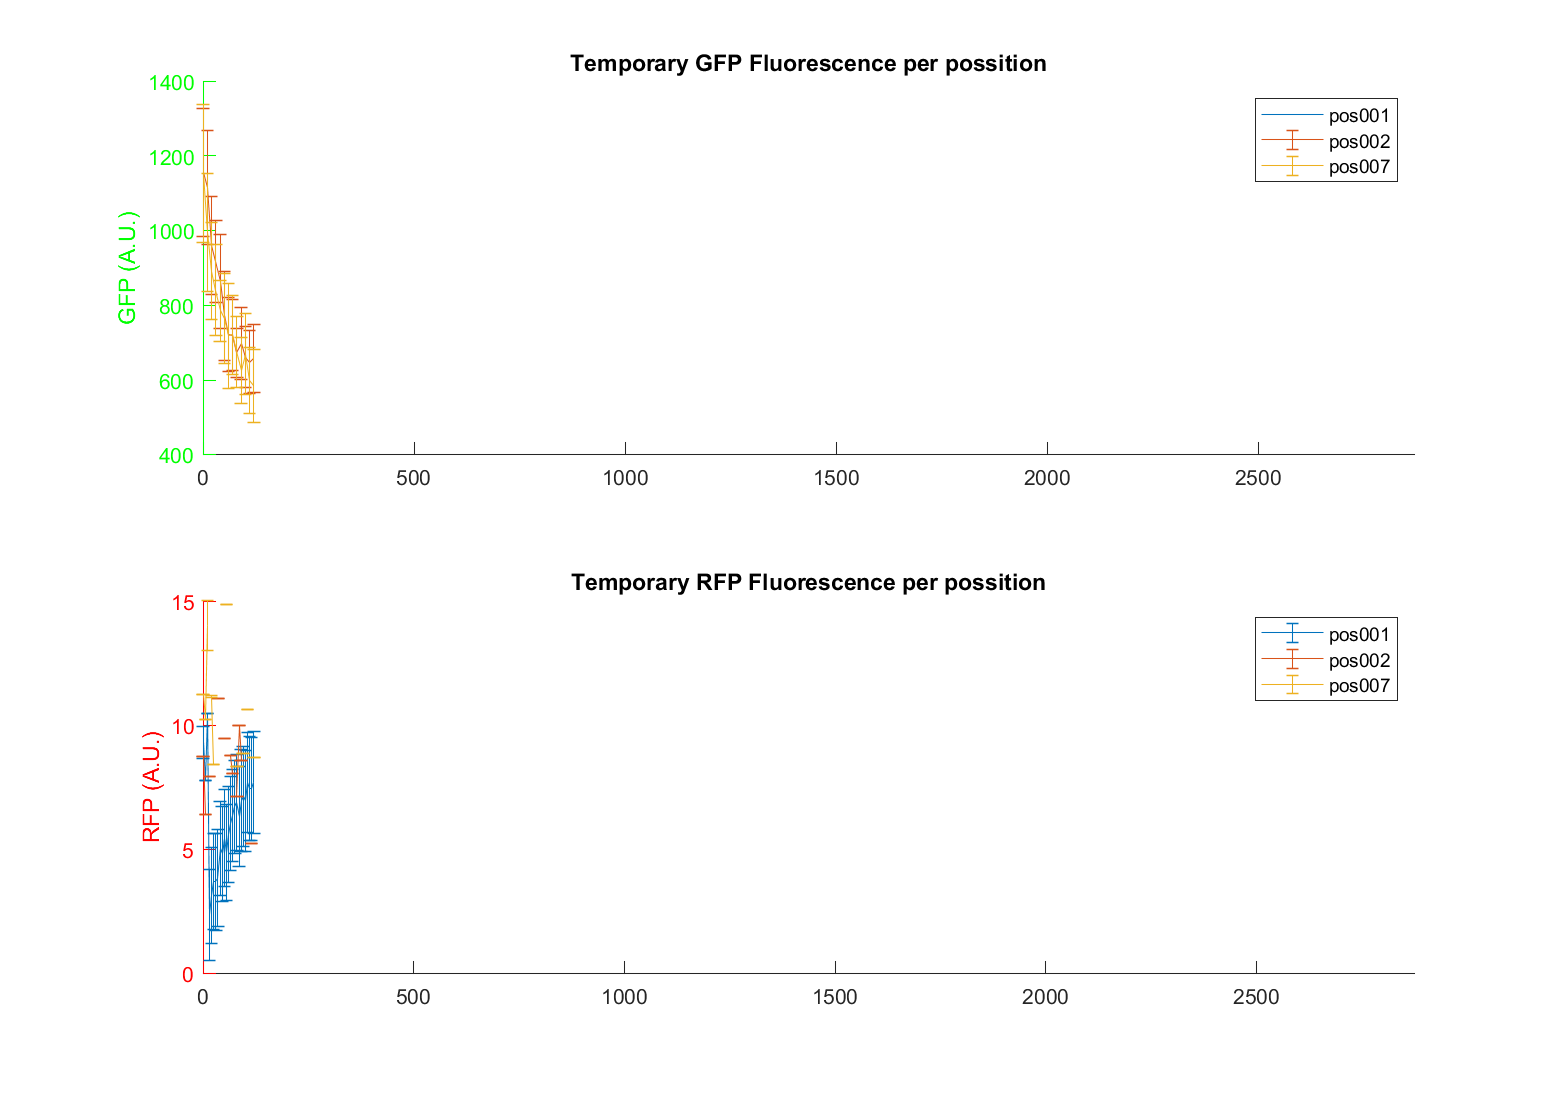 Temporary GFP Fluorescence per possition
1400
1200
1000
800
600
400
GFP (A.U.)
0 500 1000 1500 2000 2500
pos001
pos002
pos007
Temporary RFP Fluorescence per possition
15
10
5
0
RFP (A.U.)
0 500 1000 1500 2000 2500
pos001
pos002
pos007